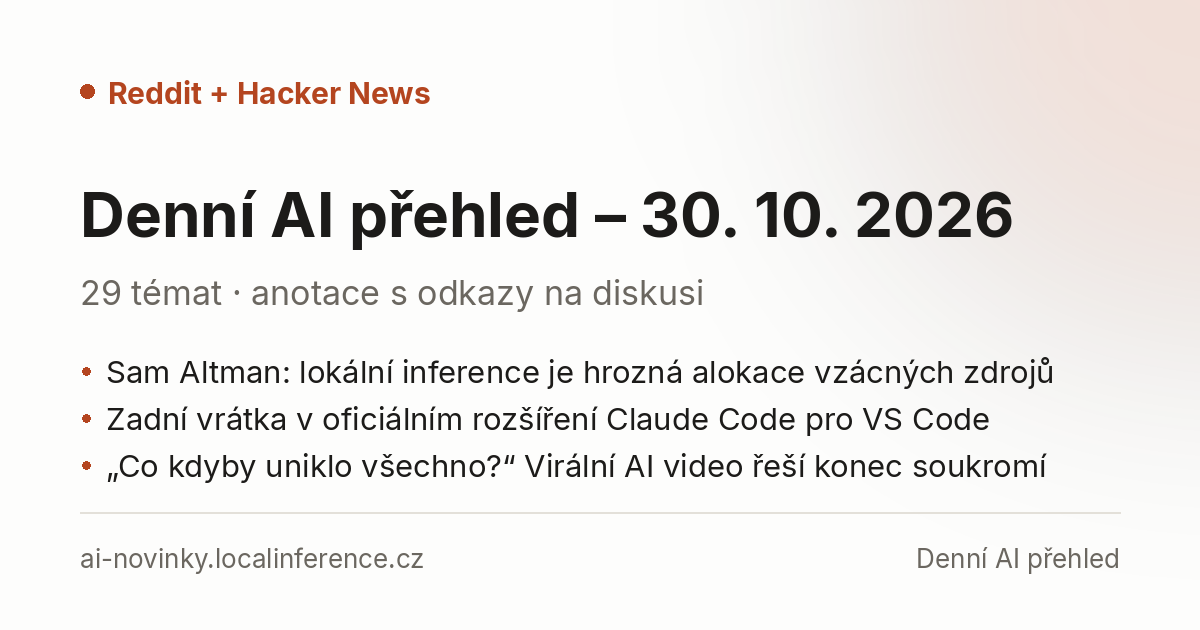 Reddit + Hacker News
Denní AI přehled – 30. 10. 2026
29 témat · anotace s odkazy na diskusi
• Sam Altman: lokální inference je hrozná alokace vzácných zdrojů
• Zadní vrátka v oficiálním rozšíření Claude Code pro VS Code
• „Co kdyby uniklo všechno?“ Virální AI video řeší konec soukromí
ai-novinky.localinference.cz
Denní AI přehled